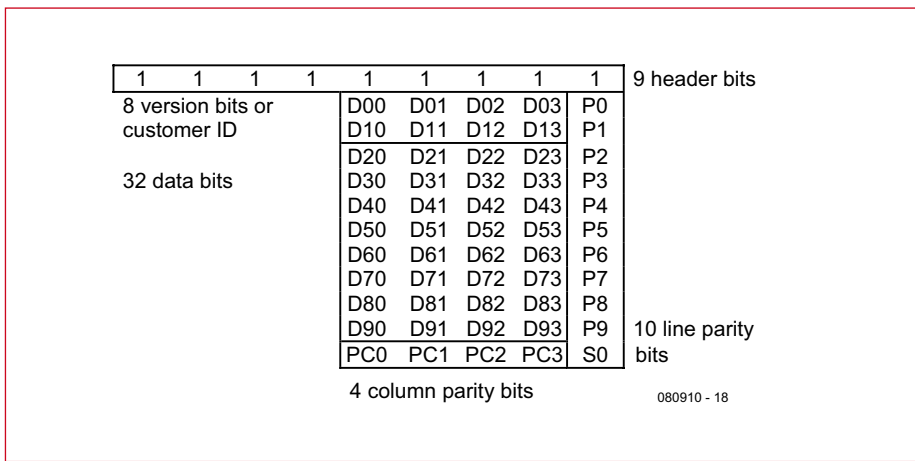 1 1 1 1 1 1 1 1 1 9 header bits
8 version bits or D00 D01 D02 D03 P0
customer ID D10 D11 D12 D13 P1
D20 D21 D22 D23 P2
32 data bits D30 D31 D32 D33 P3
D40 D41 D42 D43 P4
D50 D51 D52 D53 P5
D60 D61 D62 D63 P6
D70 D71 D72 D73 P7
D80 D81 D82 D83 P8
D90 D91 D92 D93 P9 10 line parity
PC0 PC1 PC2 PC3 S0 bits
4 column parity bits
080910 - 18